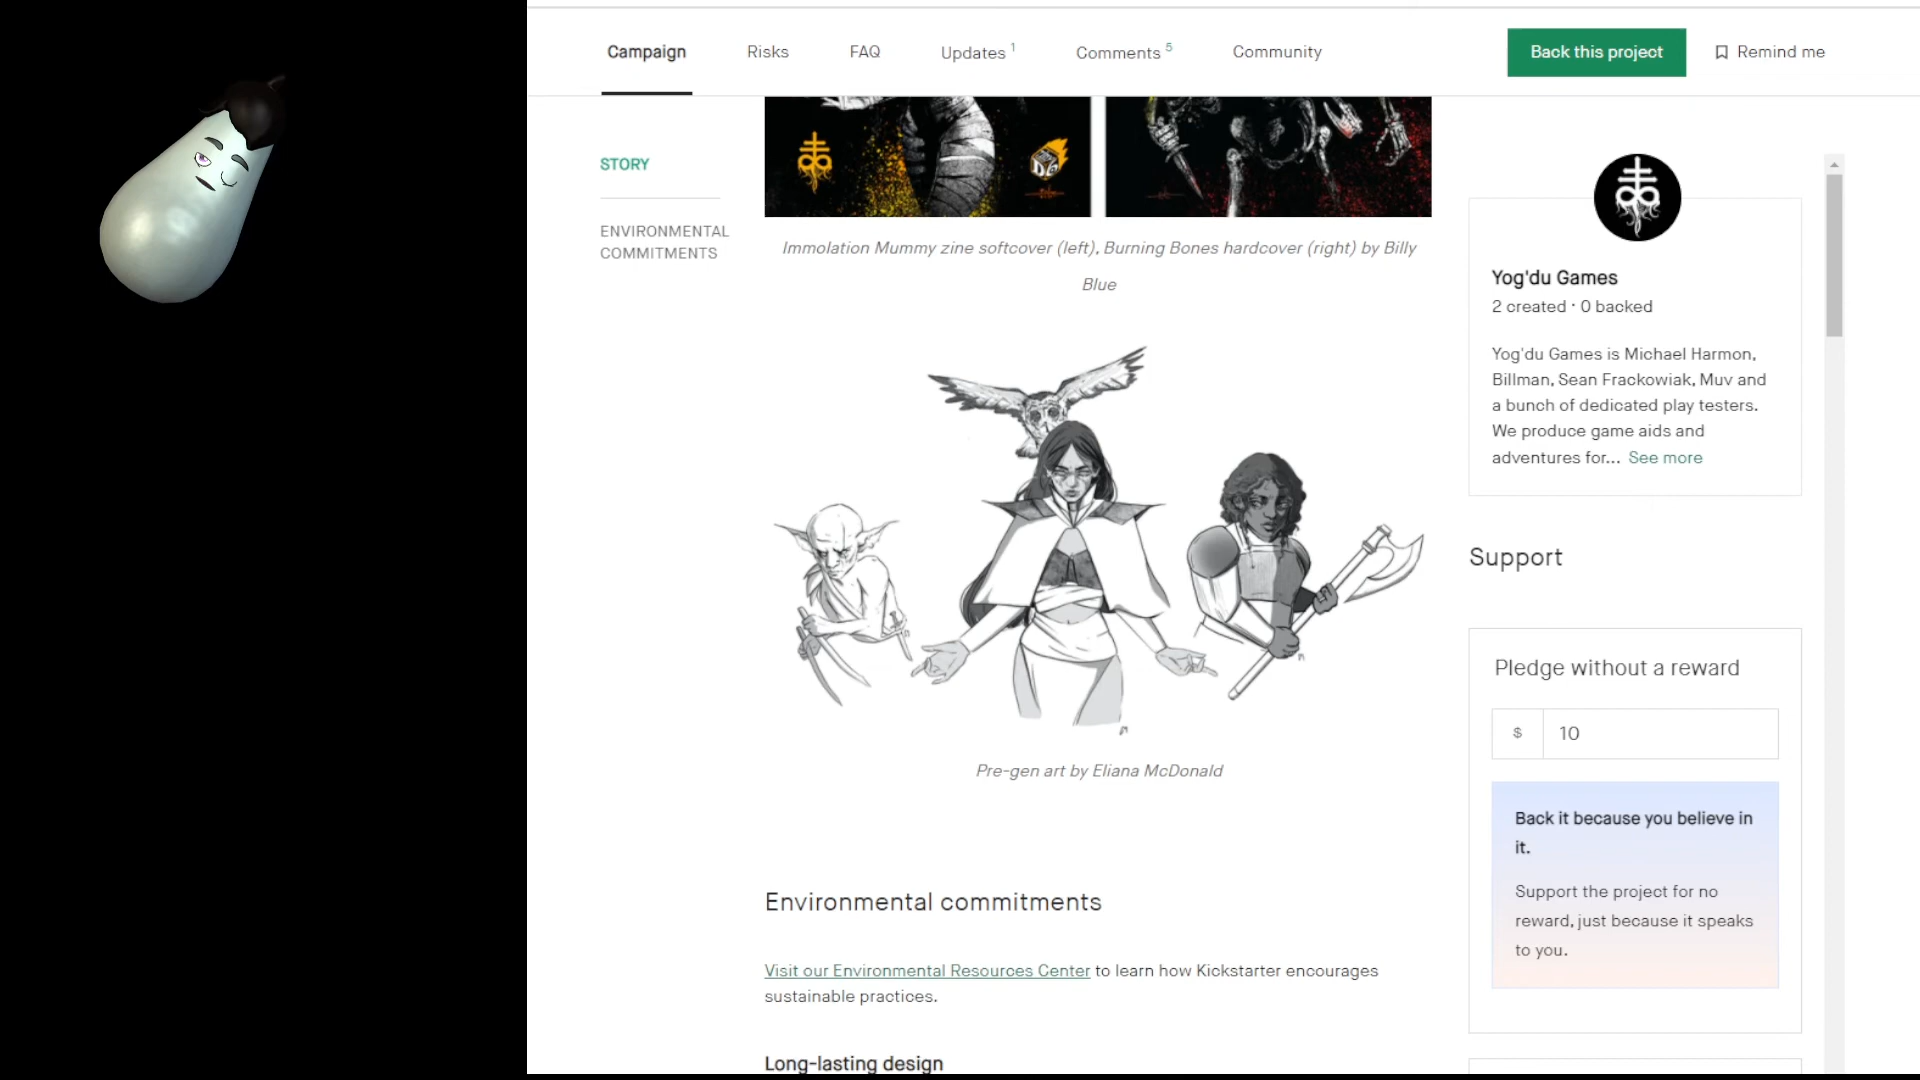 Campaign
Risks
FAQ
Updates 1
Comments 5
Community
Back this project
Remind me
STORY
ENVIRONMENTAL
COMMITMENTS
Immolation Mummy zine softcover (left), Burning Bones hardcover (right) by Billy
Blue
Pre-gen art by Eliana McDonald
Environmental commitments
Visit our Environmental Resources Center to learn how Kickstarter encourages
sustainable practices.
Long-lasting design
Yog'du Games
2 created · 0 backed
Yog'du Games is Michael Harmon,
Billman, Sean Frackowiak, Muv and
a bunch of dedicated play testers.
We produce game aids and
adventures for... See more
Support
Pledge without a reward
$ 10
Back it because you believe in
it.
Support the project for no
reward, just because it speaks
to you.